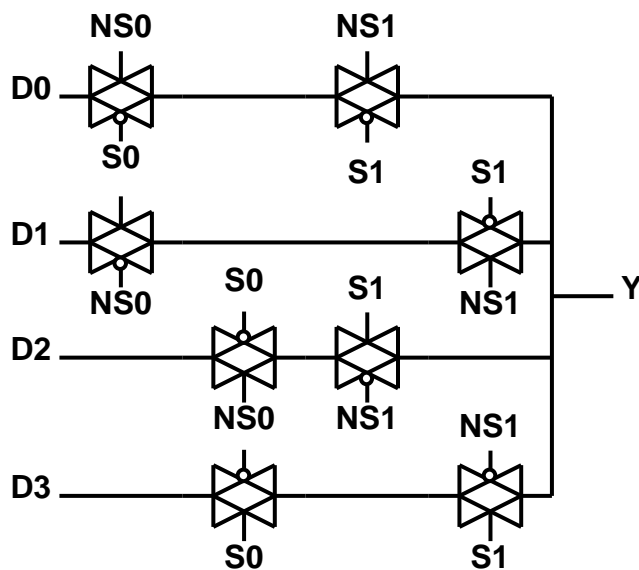 NS0 NS1
D0
S0 S1 S1
D1
NS0 S0 S1 NS1
Y
D2
NS0 NS1 NS1
D3
S0 S1